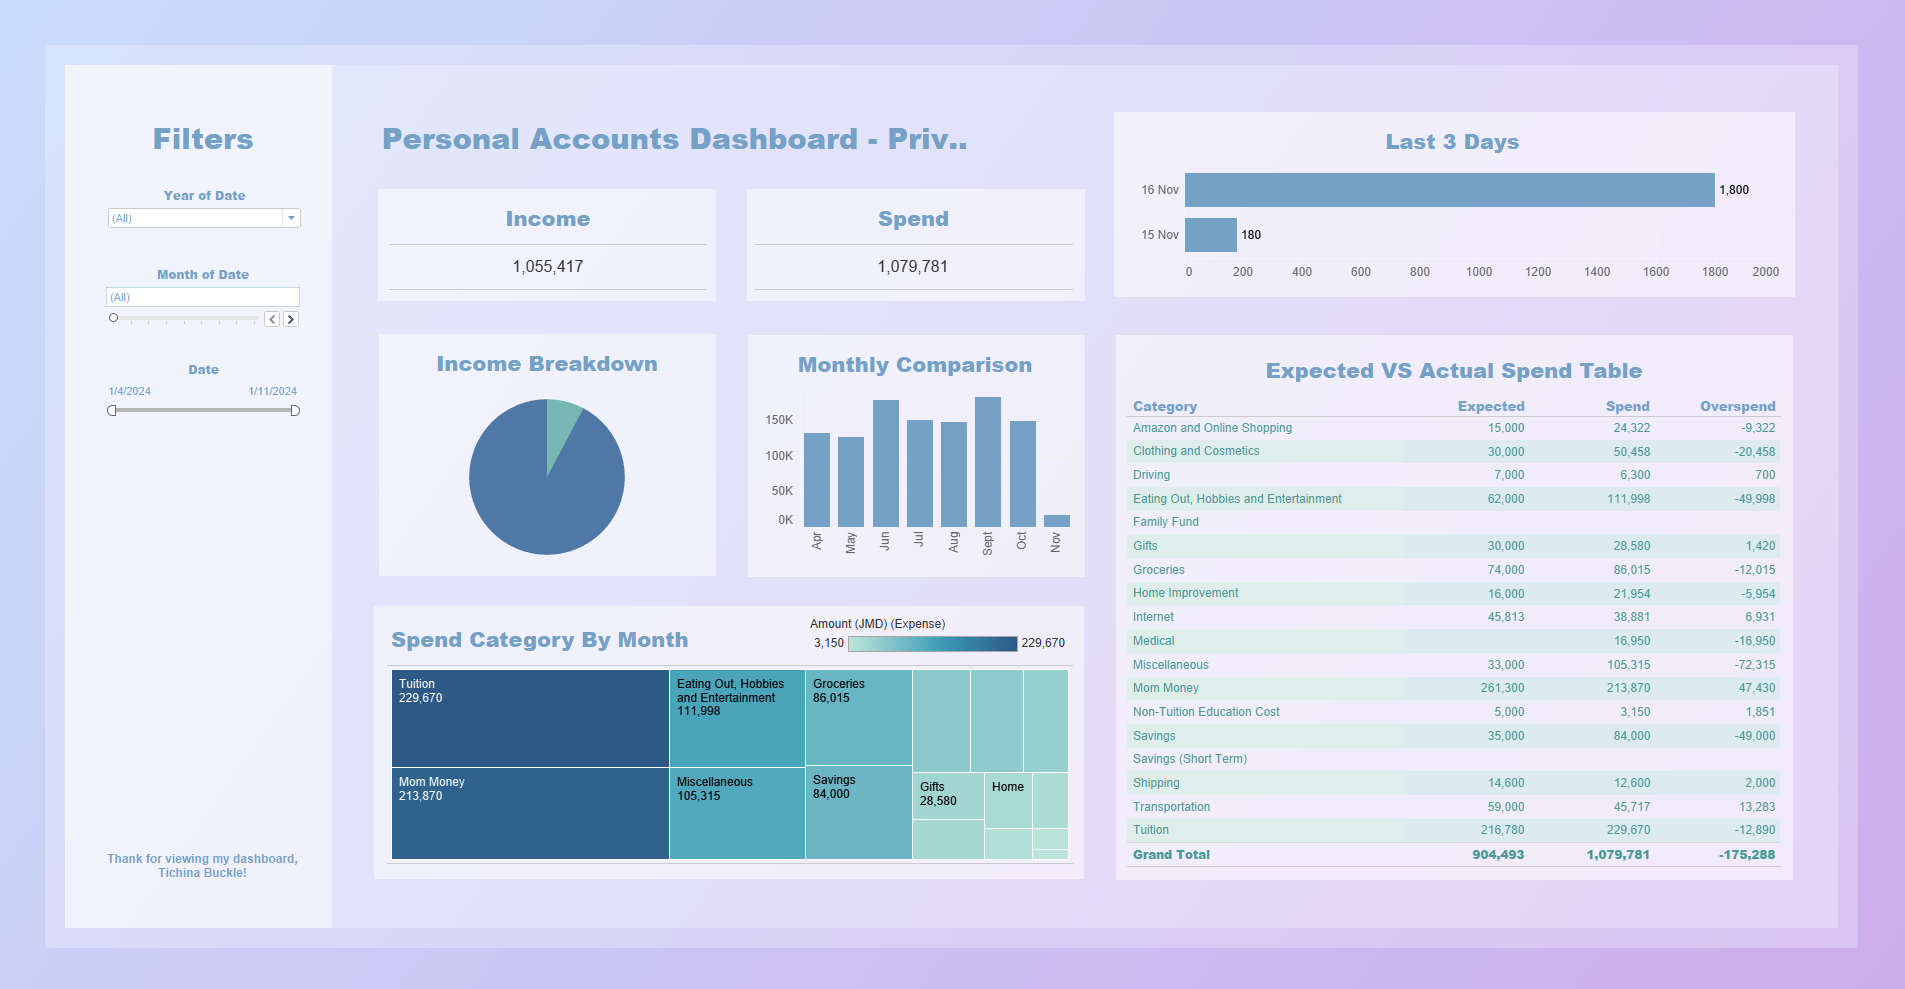 Filters
Year of Date
(All)
Month of Date
(All)
Date
1/4/2024 1/11/2024
Thank for viewing my dashboard,
Tichina Buckle!
Personal Accounts Dashboard - Priv..
Income
1,055,417
Spend
1,079,781
Last 3 Days
16 Nov 1,800
15 Nov 180
0 200 400 600 800 1000 1200 1400 1600 1800 2000
Income Breakdown
Monthly Comparison
150K
100K
50K
0K
Apr May Jun Jul Aug Sept Oct Nov
Spend Category By Month
Amount (JMD) (Expense)
3,150 229,670
Tuition
229,670
Mom Money
213,870
Eating Out, Hobbies
and Entertainment
111,998
Miscellaneous
105,315
Groceries
86,015
Savings
84,000
Gifts
28,580
Home
Expected VS Actual Spend Table
Category Expected Spend Overspend
Amazon and Online Shopping 15,000 24,322 -9,322
Clothing and Cosmetics 30,000 50,458 -20,458
Driving 7,000 6,300 700
Eating Out, Hobbies and Entertainment 62,000 111,998 -49,998
Family Fund
Gifts 30,000 28,580 1,420
Groceries 74,000 86,015 -12,015
Home Improvement 16,000 21,954 -5,954
Internet 45,813 38,881 6,931
Medical 16,950 -16,950
Miscellaneous 33,000 105,315 -72,315
Mom Money 261,300 213,870 47,430
Non-Tuition Education Cost 5,000 3,150 1,851
Savings 35,000 84,000 -49,000
Savings (Short Term)
Shipping 14,600 12,600 2,000
Transportation 59,000 45,717 13,283
Tuition 216,780 229,670 -12,890
Grand Total 904,493 1,079,781 -175,288